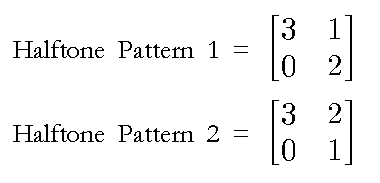 Halftone Pattern 1 = [3 1
0 2]
Halftone Pattern 2 = [3 2
0 1]